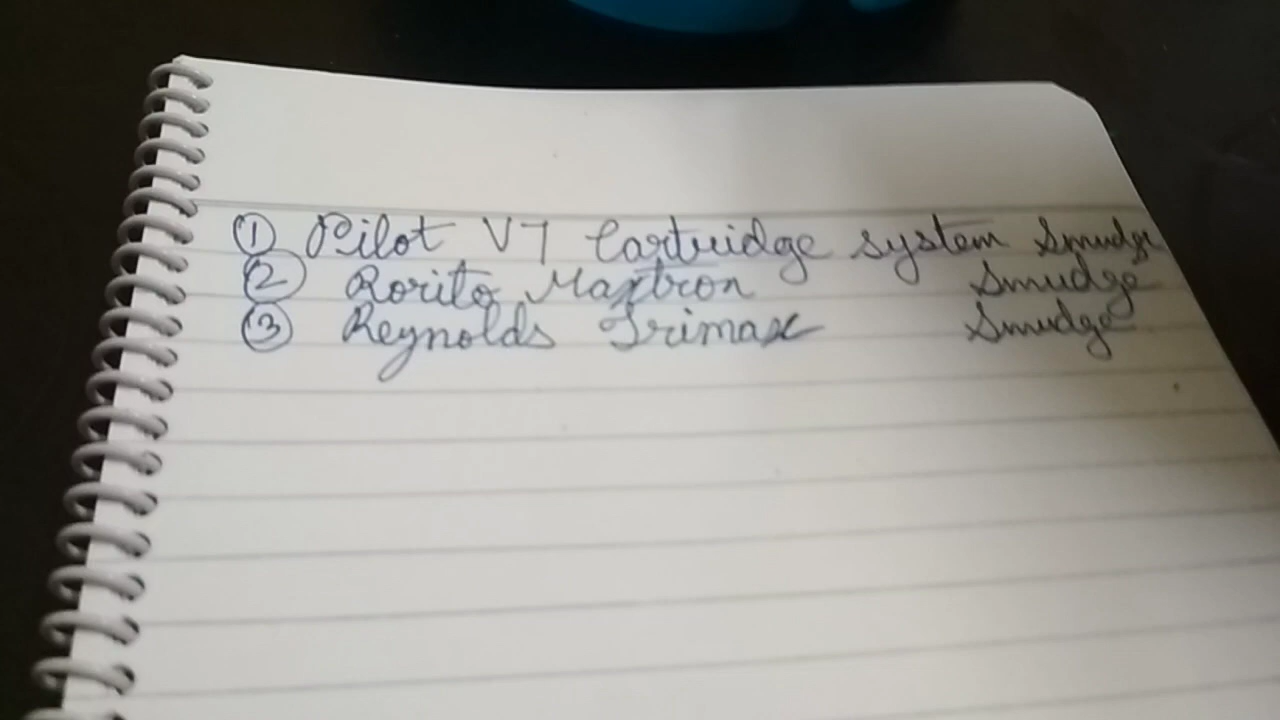 ① Pilot V7 Cartridge system Smudge
② Rorito Maxtron Smudge
③ Reynolds Trimax Smudge